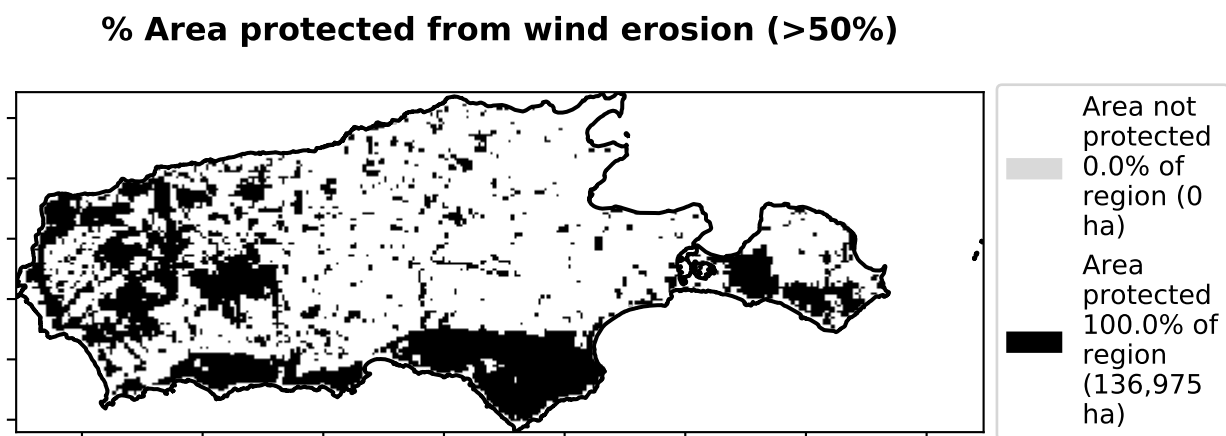 % Area protected from wind erosion (>50%)
Area not
protected
0.0% of
region (0
ha)
Area
protected
100.0% of
region
(136,975
ha)